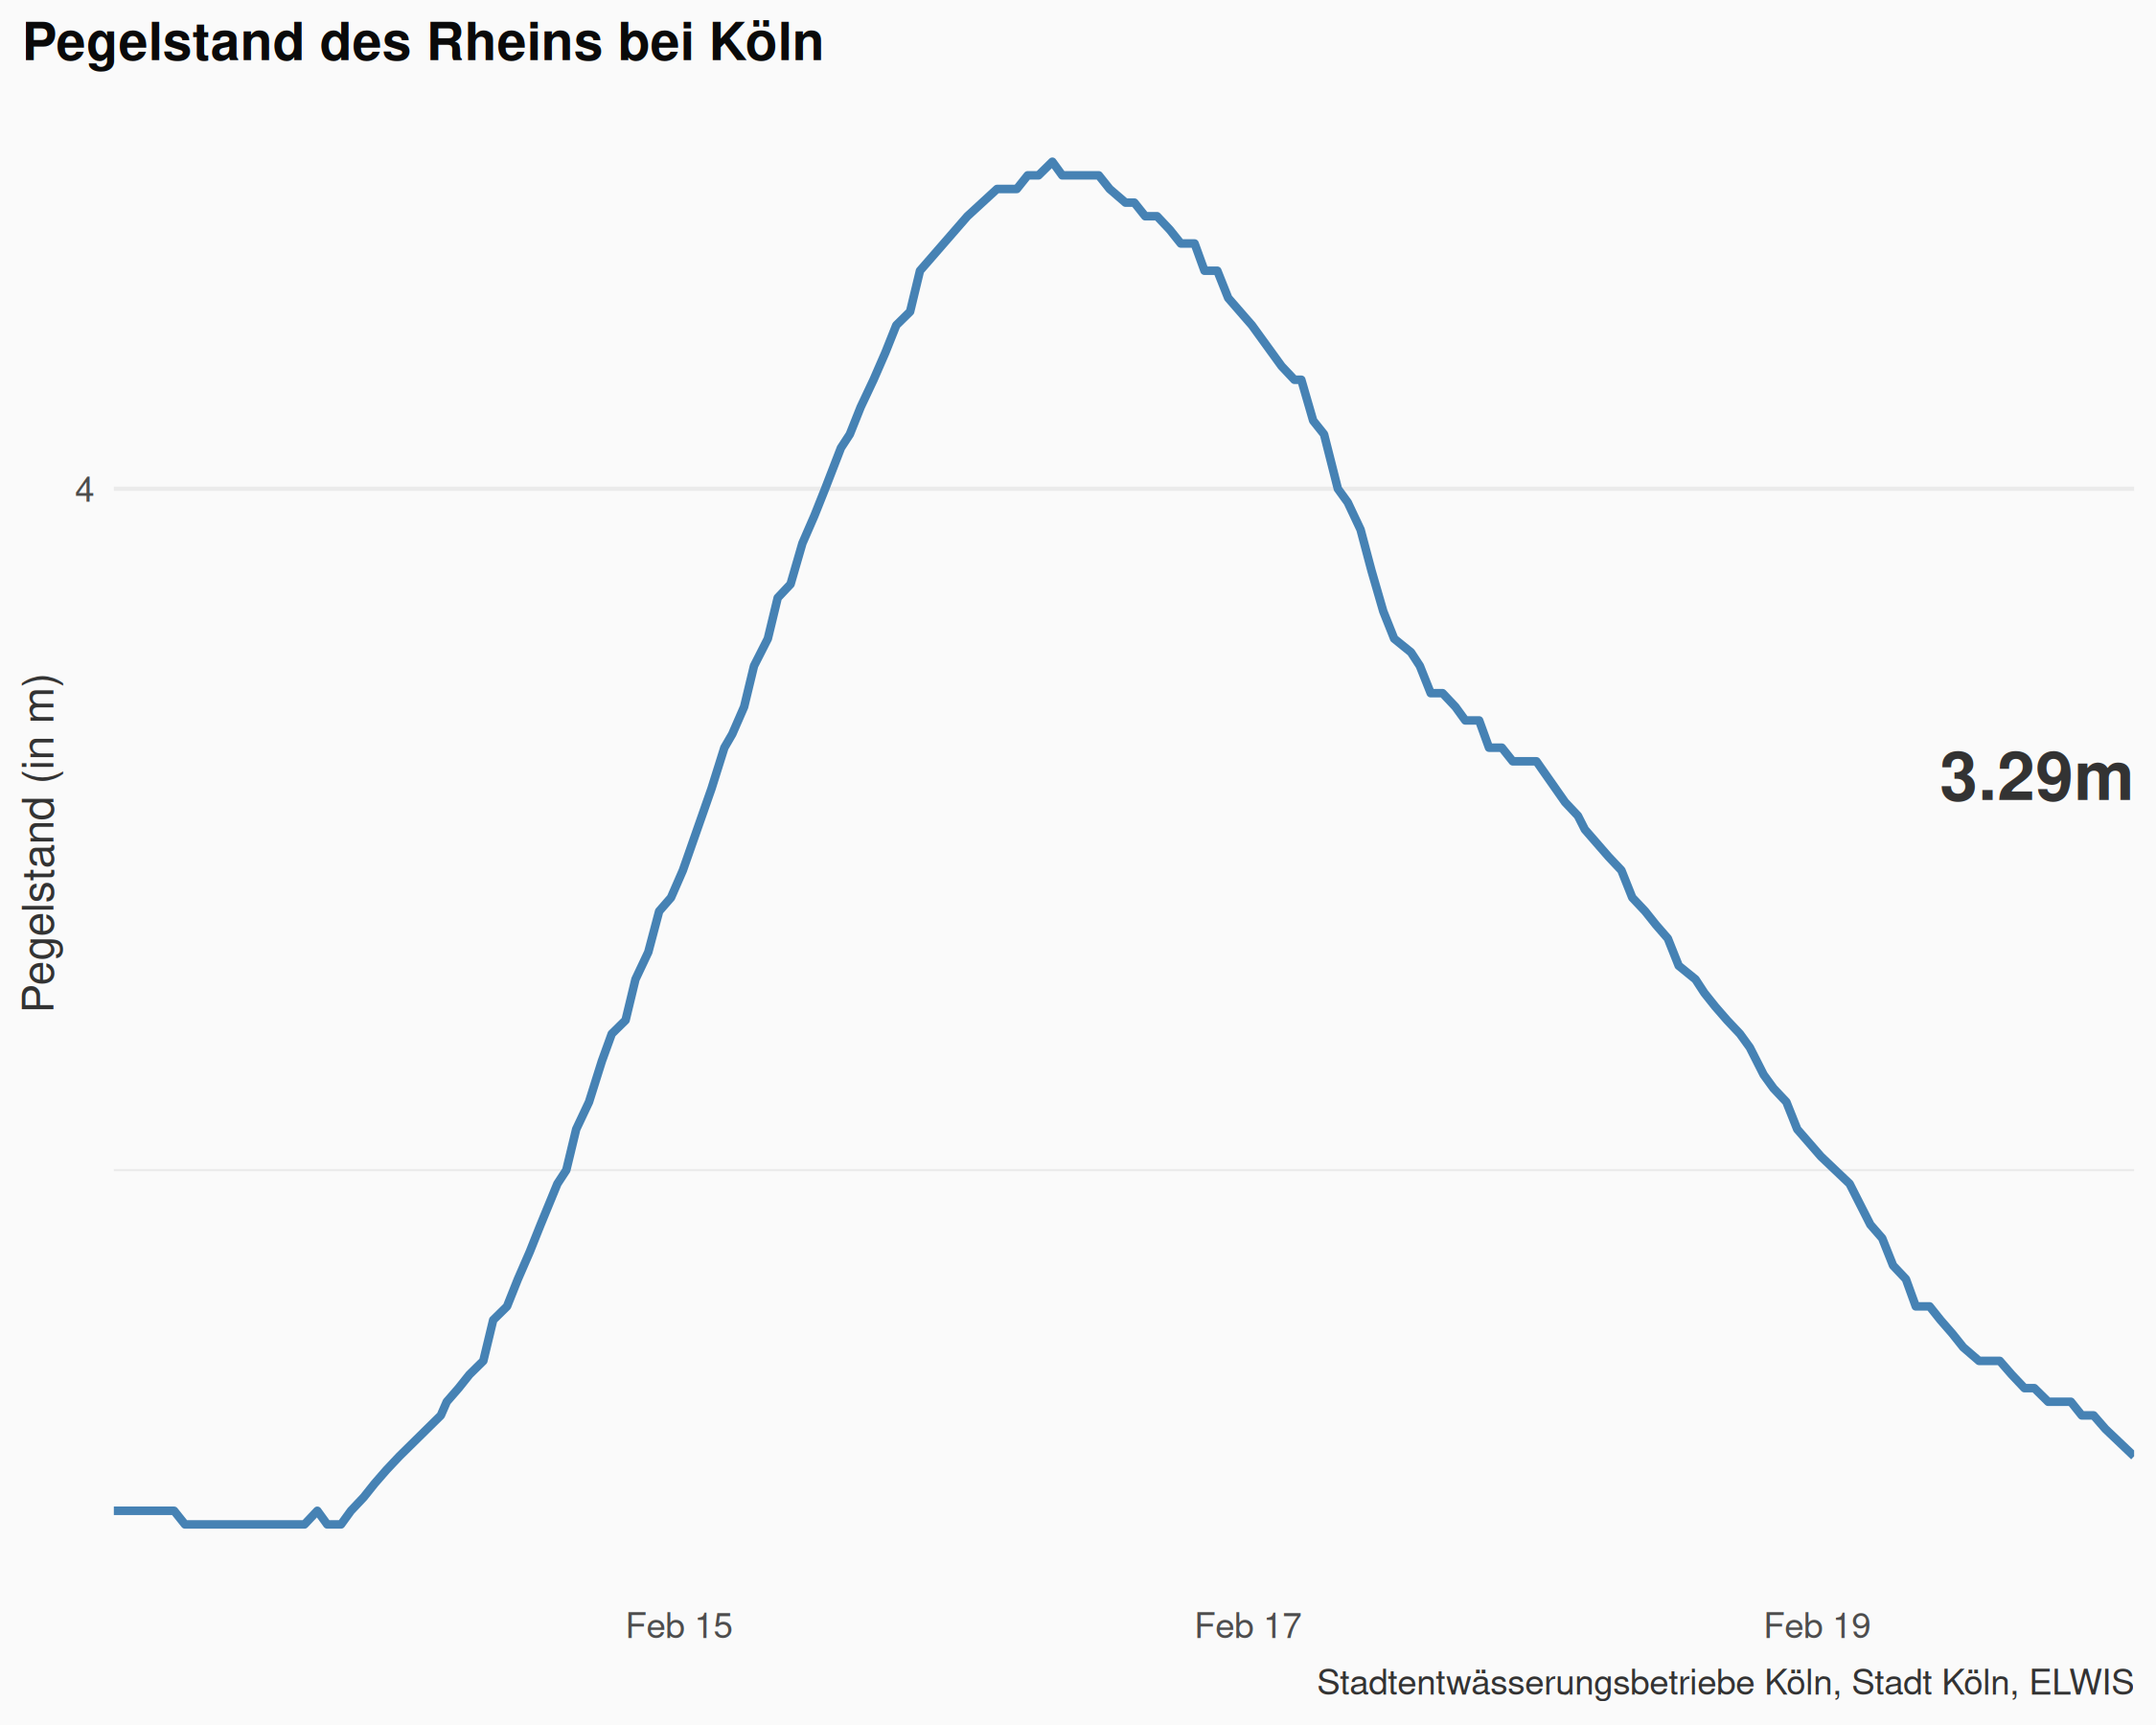 Pegelstand des Rheins bei Köln
4
Pegelstand (in m)
3.29m
Feb 15
Feb 17
Feb 19
Stadtentwässerungsbetriebe Köln, Stadt Köln, ELWIS